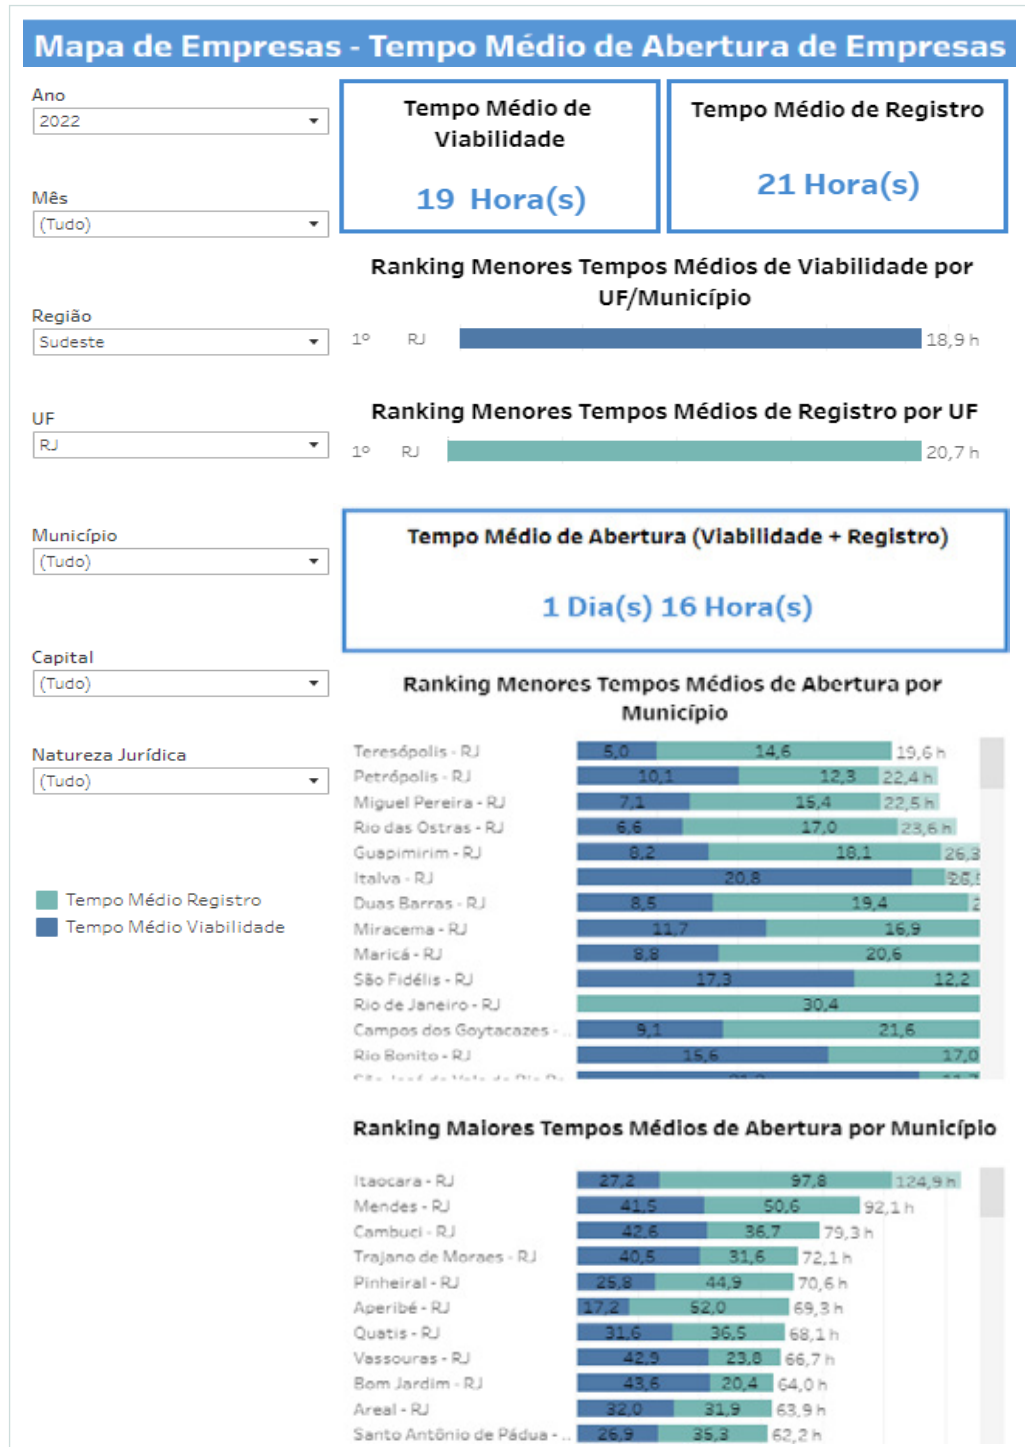 Mapa de Empresas - Tempo Médio de Abertura de Empresas
Ano
2022
Mês
(Tudo)
Região
Sudeste
UF
RJ
Município
(Tudo)
Capital
(Tudo)
Natureza Jurídica
(Tudo)
Tempo Médio Registro
Tempo Médio Viabilidade
Tempo Médio de
Viabilidade
19 Hora(s)
Tempo Médio de Registro
21 Hora(s)
Ranking Menores Tempos Médios de Viabilidade por
UF/Município
1º RJ 18,9 h
Ranking Menores Tempos Médios de Registro por UF
1º RJ 20,7 h
Tempo Médio de Abertura (Viabilidade + Registro)
1 Dia(s) 16 Hora(s)
Ranking Menores Tempos Médios de Abertura por
Município
Teresópolis - RJ 5,0 14,6 19,6 h
Petrópolis - RJ 10,1 12,3 22,4 h
Miguel Pereira - RJ 7,1 15,4 22,5 h
Rio das Ostras - RJ 6,6 17,0 23,6 h
Guapimirim - RJ 8,2 18,1 26,3
Italva - RJ 20,8
Duas Barras - RJ 8,5 19,4 2
Miracema - RJ 11,7 16,9
Maricá - RJ 8,8 20,6
São Fidélis - RJ 17,3 12,2
Rio de Janeiro - RJ 30,4
Campos dos Goytacazes - .. 9,1 21,6
Rio Bonito - RJ 15,6 17,0
Ranking Maiores Tempos Médios de Abertura por Município
Itaocara - RJ 27,2 97,8 124,9 h
Mendes - RJ 41,5 50,6 92,1 h
Cambuci - RJ 42,6 36,7 79,3 h
Trajano de Moraes - RJ 40,5 31,6 72,1 h
Pinheiral - RJ 25,8 44,9 70,6 h
Aperibé - RJ 17,2 52,0 69,3 h
Quatis - RJ 31,6 36,5 68,1 h
Vassouras - RJ 42,9 23,8 66,7 h
Bom Jardim - RJ 43,6 20,4 64,0 h
Areal - RJ 32,0 31,9 63,9 h
Santo Antônio de Pádua - .. 26,9 35,3 62,2 h